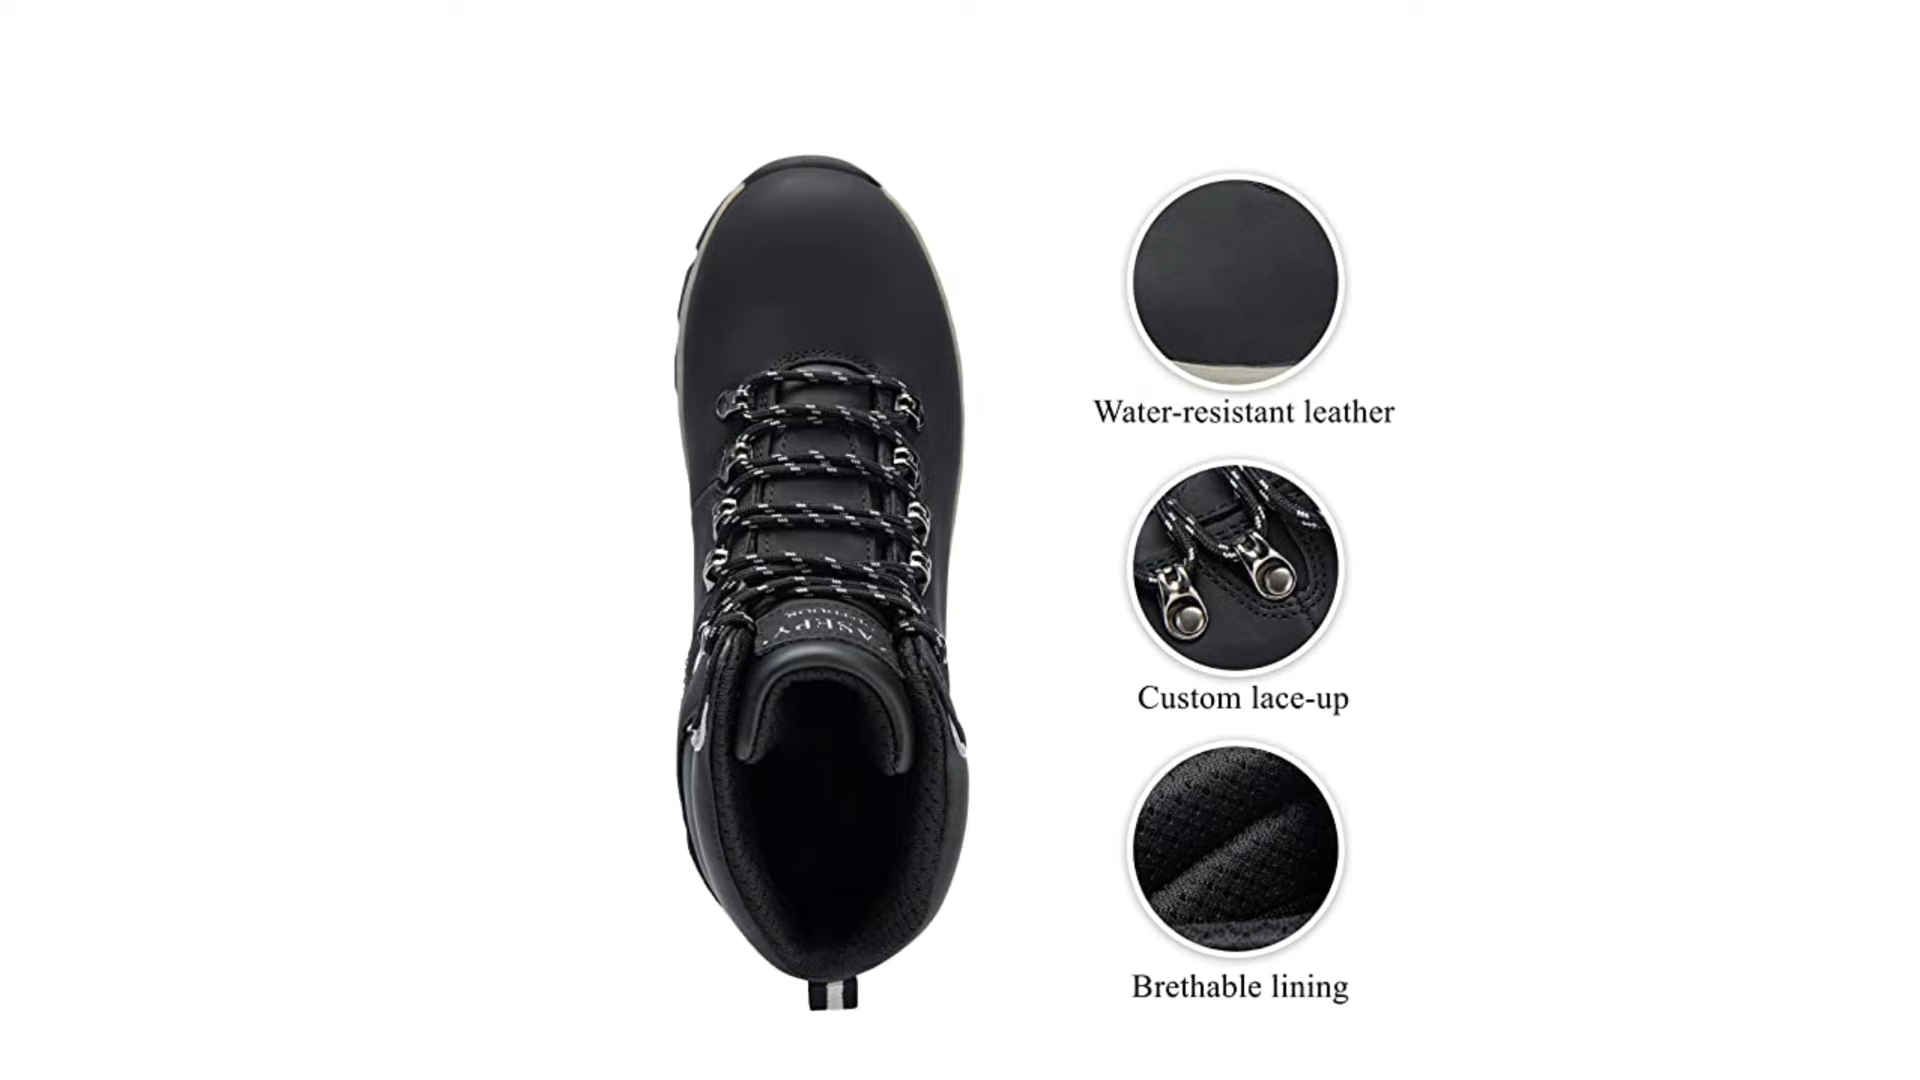 Water-resistant leather
Custom lace-up
Brethable lining